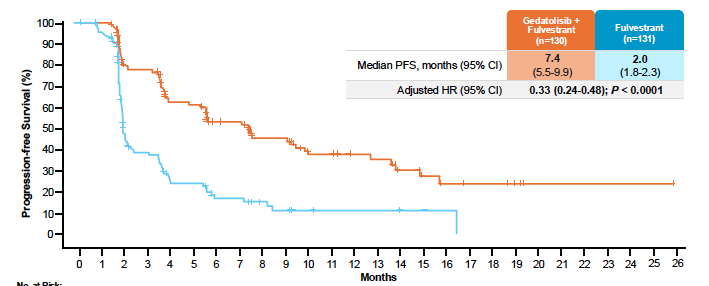 Gedatolisib +
Fulvestrant
(n=130)
Fulvestrant
(n=131)
Median PFS, months (95% CI)
7.4
(5.5-9.9)
2.0
(1.8-2.3)
Adjusted HR (95% CI)
0.33 (0.24-0.48); P < 0.0001
Progression-free Survival (%)
100
90
80
70
60
50
40
30
20
10
0
0 1 2 3 4 5 6 7 8 9 10 11 12 13 14 15 16 17 18 19 20 21 22 23 24 25 26
Months
No. at Risk: